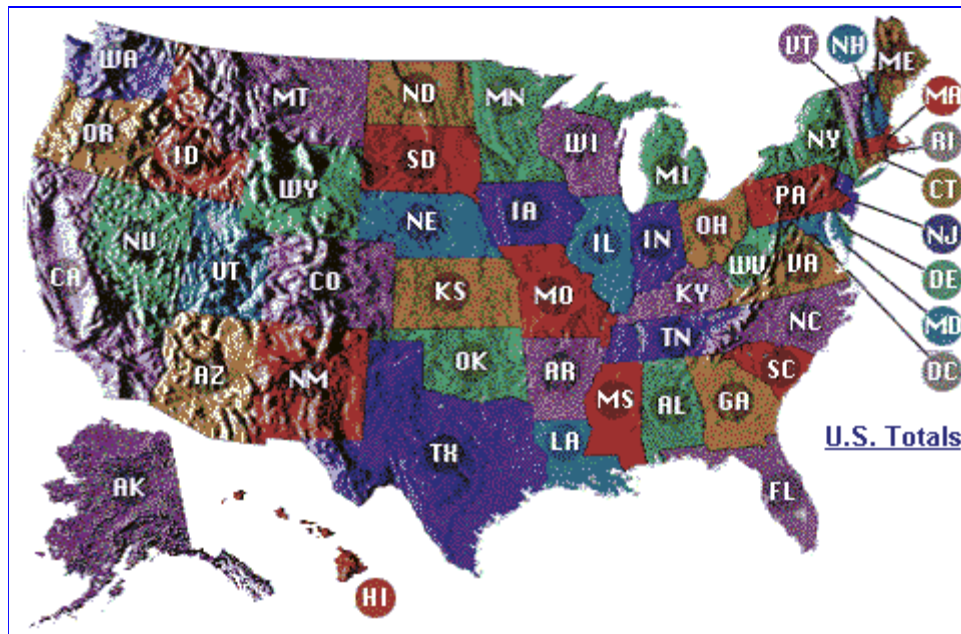 VT
NH
WA
ME
MT
ND
MN
MA
OR
ID
SD
WI
NY
RI
WY
MI
CT
PA
NE
IA
NV
OH
NJ
IL
IN
UT
CO
WV
VA
DE
CA
KS
MO
KY
NC
MD
TN
AZ
NM
OK
AR
SC
DC
MS
AL
GA
TX
LA
U.S. Totals
AK
FL
HI